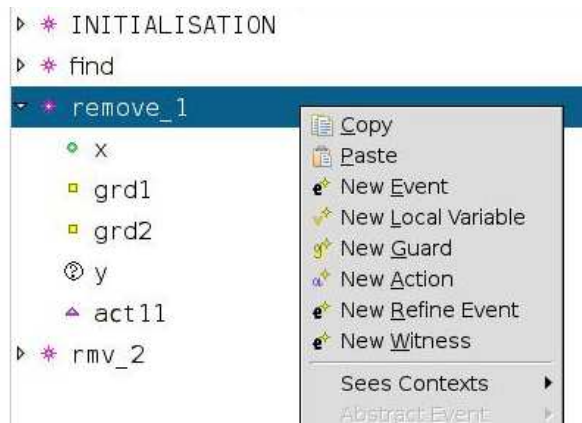 INITIALISATION
find
remove_1
x
grd1
grd2
y
act11
rmv_2
Copy
Paste
New Event
New Local Variable
New Guard
New Action
New Refine Event
New Witness
Sees Contexts
Abstract Event